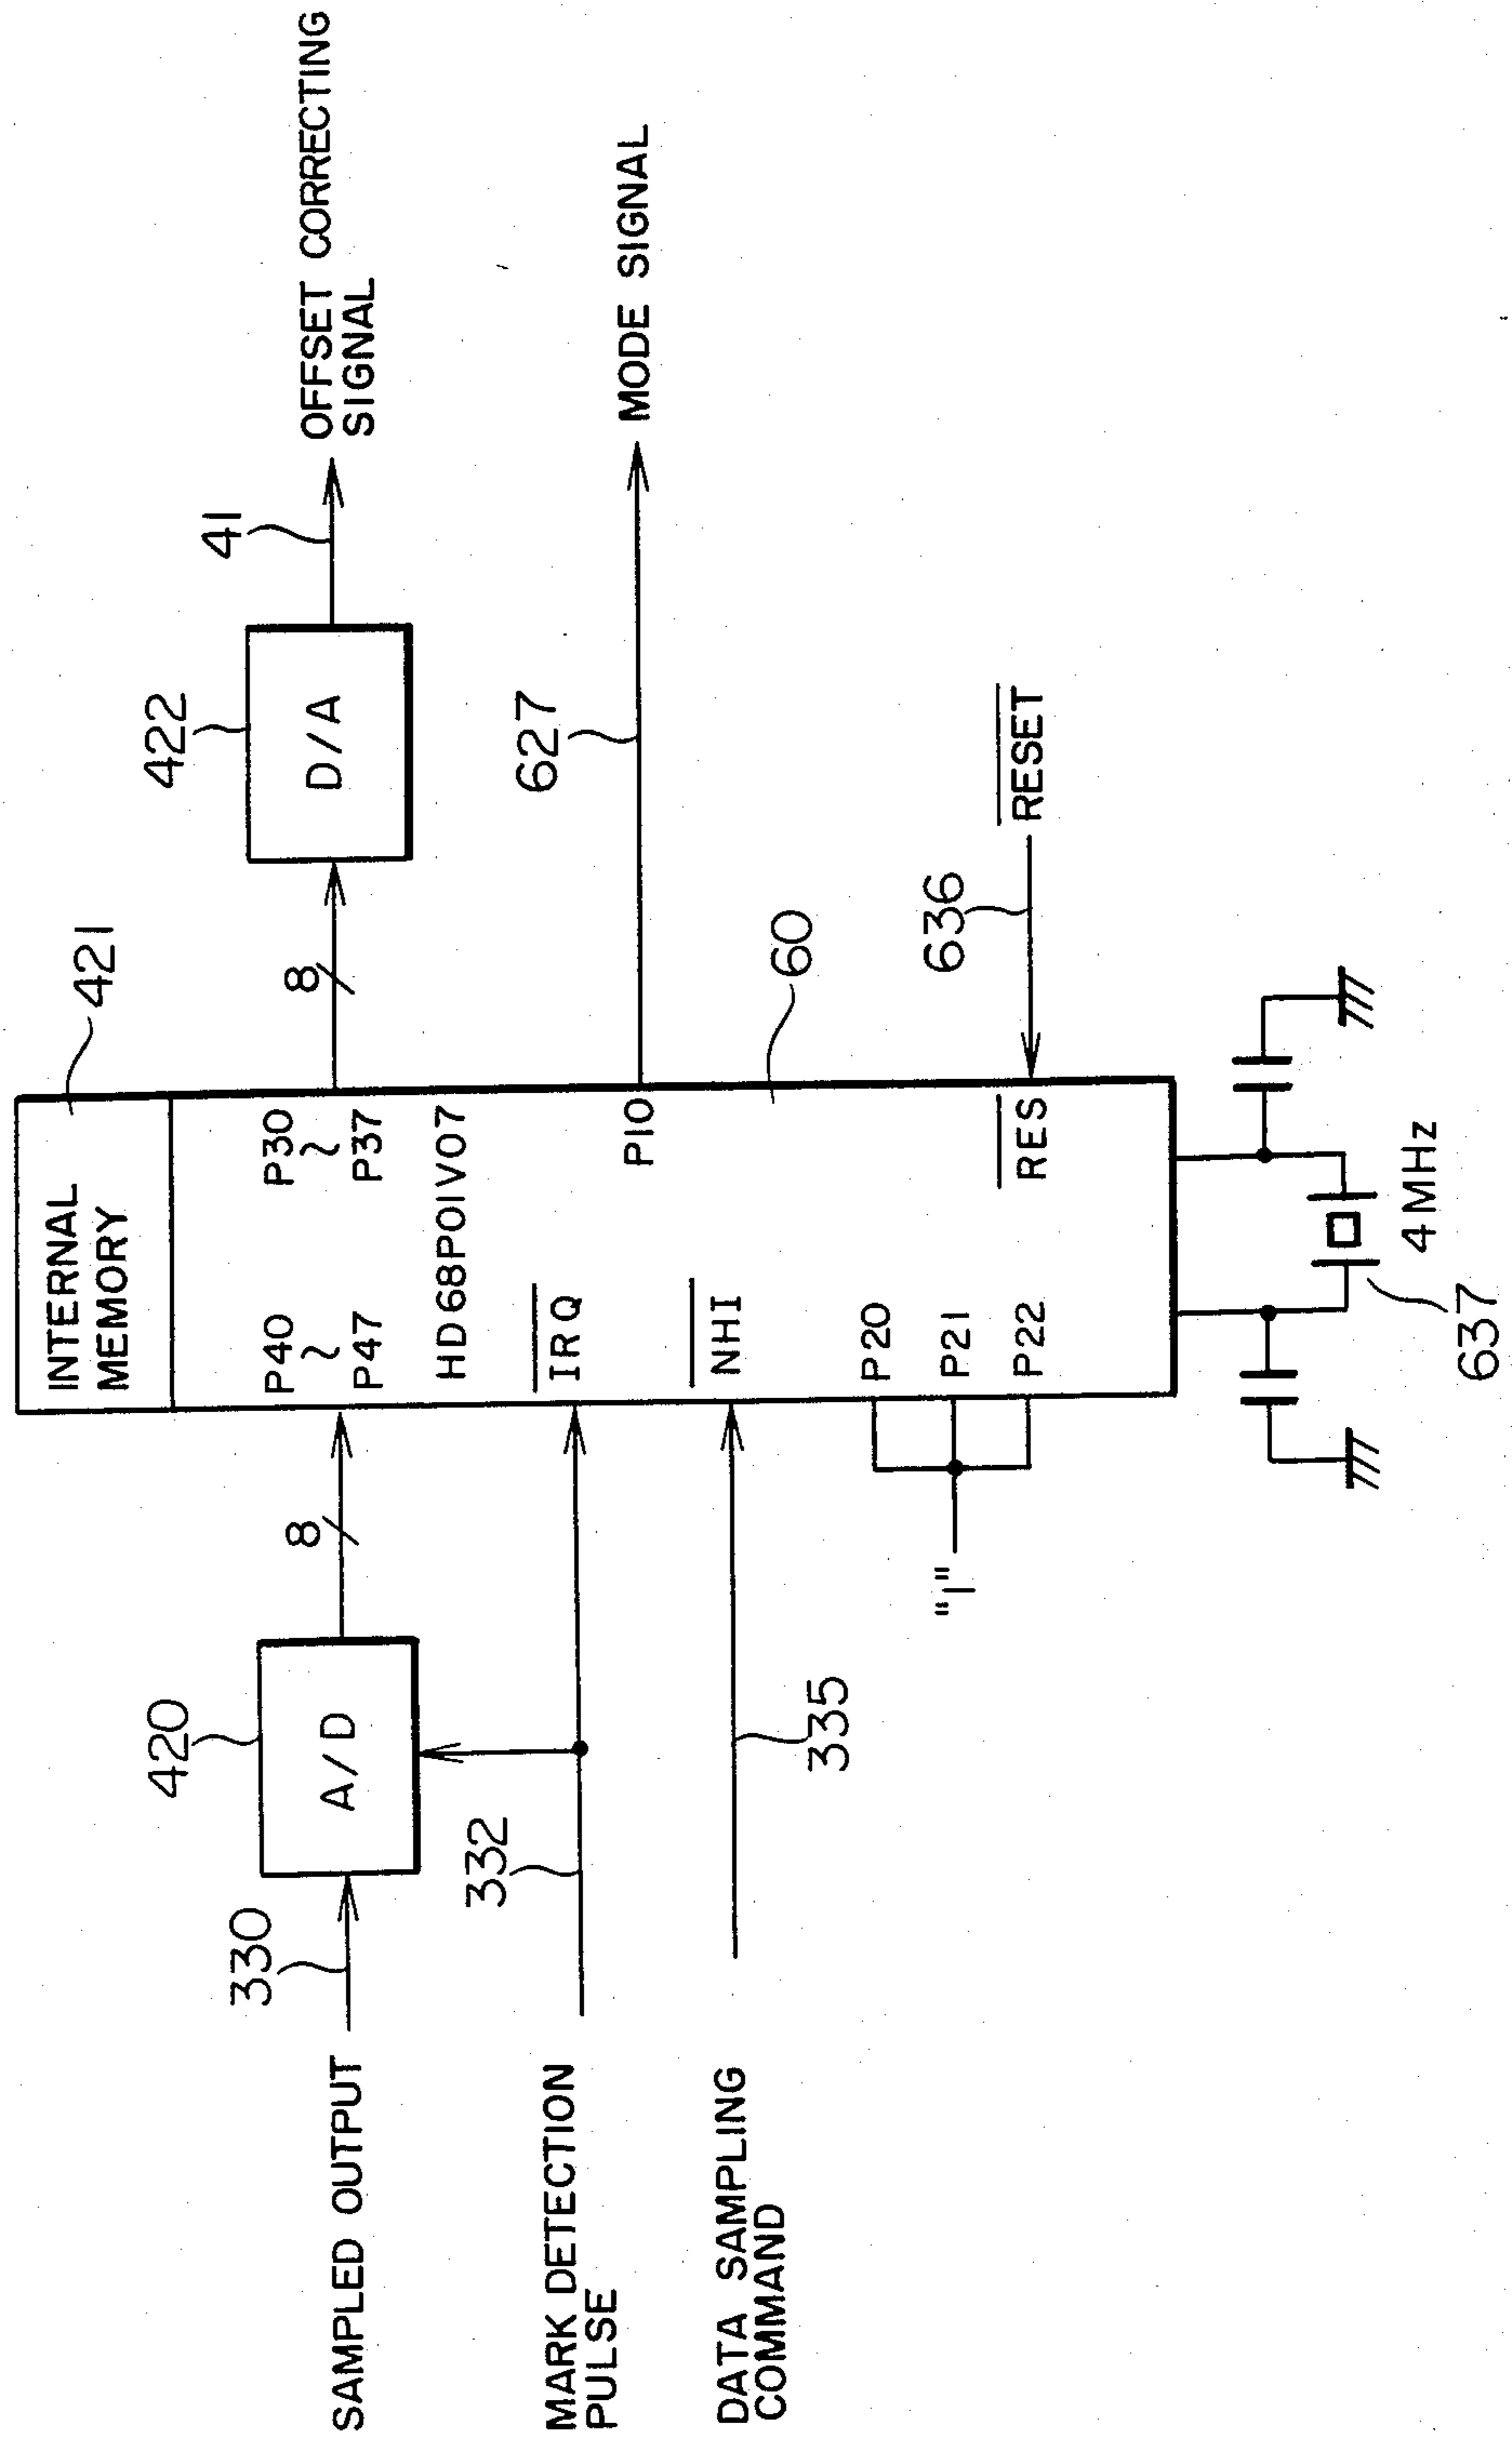 INTERNAL
MEMORY
421
SAMPLED OUTPUT
330
420
A/D
8
P40
~
P47
P30
~
P37
8
422
D/A
41
OFFSET CORRECTING
SIGNAL
HD68P01V07
MARK DETECTION
PULSE
332
IRQ
P10
627
MODE SIGNAL
DATA SAMPLING
COMMAND
335
NHI
60
"1"
P20
P21
P22
RES
636
RESET
637
4MHz